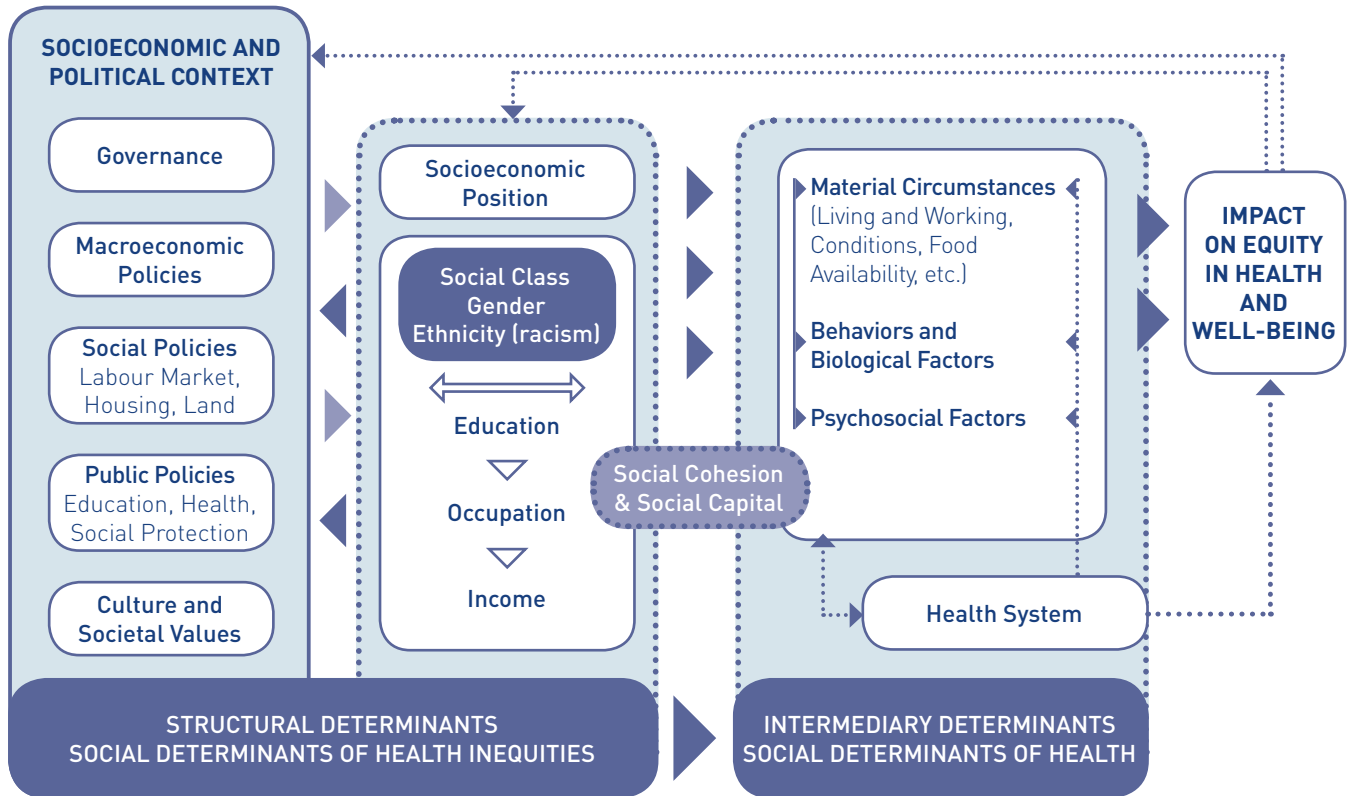 SOCIOECONOMIC AND
POLITICAL CONTEXT
Governance
Macroeconomic
Policies
Social Policies
Labour Market,
Housing, Land
Public Policies
Education, Health,
Social Protection
Culture and
Societal Values
Socioeconomic
Position
Social Class
Gender
Ethnicity (racism)
Education
Occupation
Income
Social Cohesion
& Social Capital
Material Circumstances
(Living and Working,
Conditions, Food
Availability, etc.)
Behaviors and
Biological Factors
Psychosocial Factors
Health System
IMPACT
ON EQUITY
IN HEALTH
AND
WELL-BEING
STRUCTURAL DETERMINANTS
SOCIAL DETERMINANTS OF HEALTH INEQUITIES
INTERMEDIARY DETERMINANTS
SOCIAL DETERMINANTS OF HEALTH